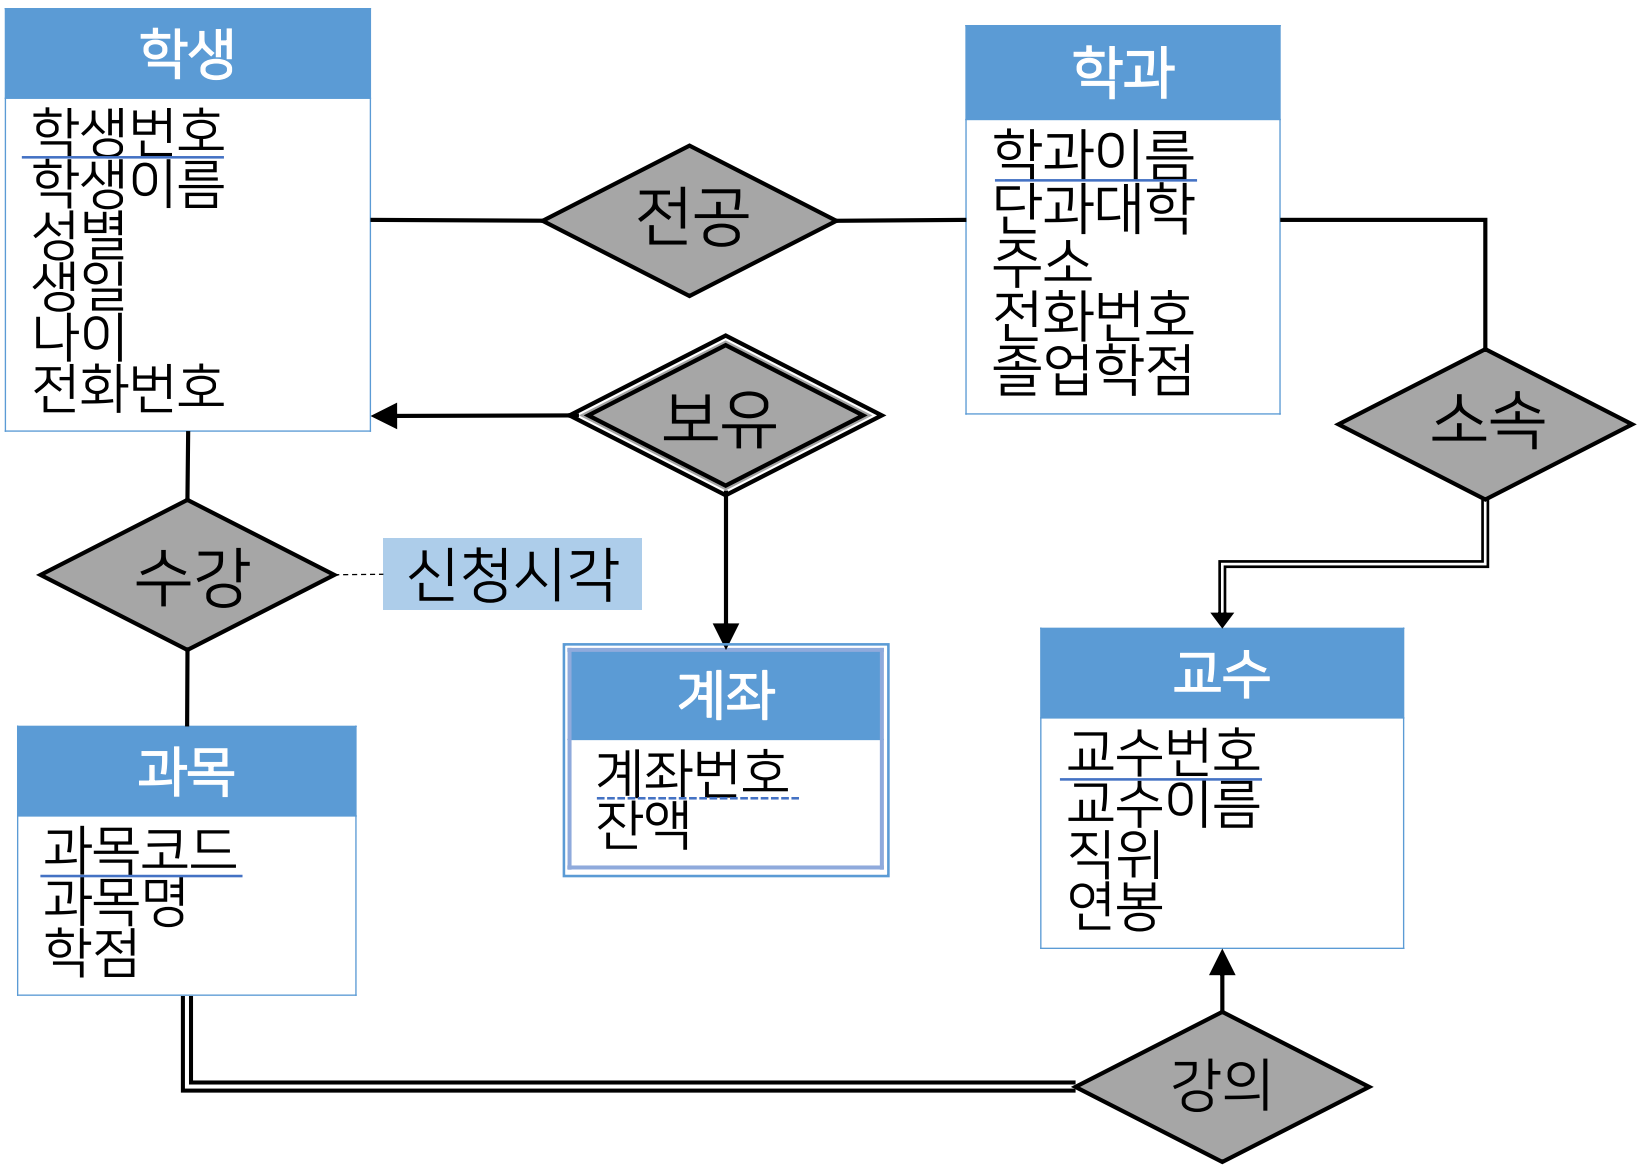 학생
학생번호
학생이름
성별
생일
나이
전화번호
전공
학과
학과이름
단과대학
주소
전화번호
졸업학점
보유
소속
수강
신청시각
계좌
계좌번호
잔액
교수
교수번호
교수이름
직위
연봉
과목
과목코드
과목명
학점
강의